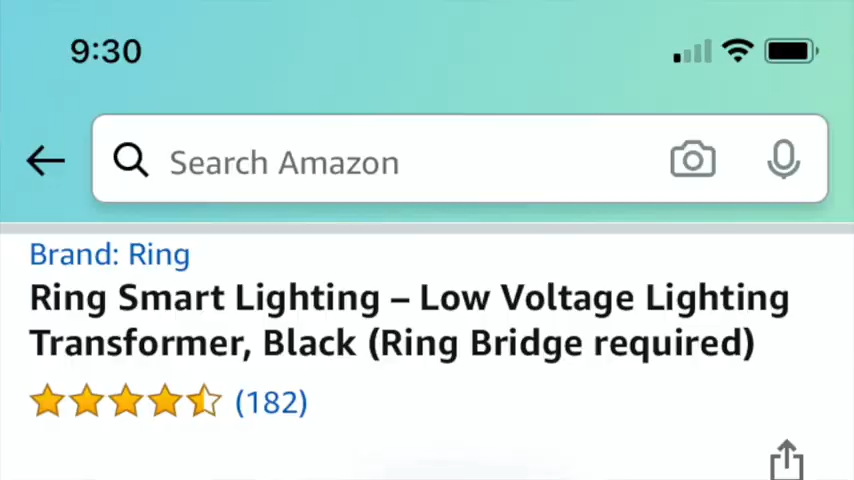 9:30
Search Amazon
Brand: Ring
Ring Smart Lighting – Low Voltage Lighting
Transformer, Black (Ring Bridge required)
(182)